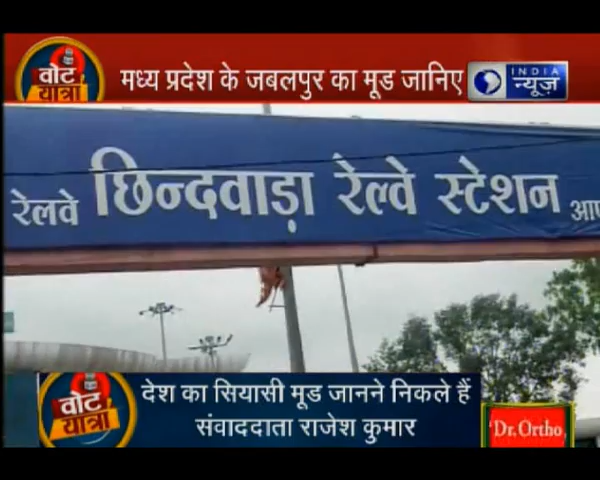 वोट
यात्रा
मध्य प्रदेश के जबलपुर का मूड जानिए
INDIA
न्यूज़
रेलवे छिन्दवाड़ा रेल्वे स्टेशन
वोट
यात्रा
देश का सियासी मूड जानने निकले हैं
संवाददाता राजेश कुमार
Dr. Ortho